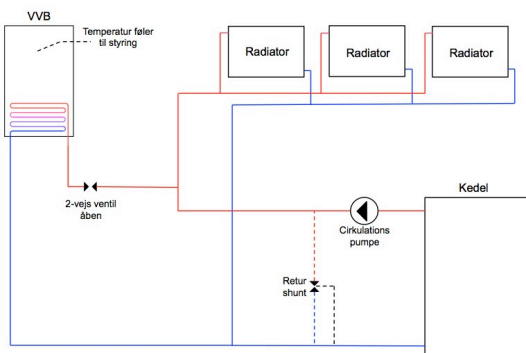 VVB
Temperatur føler
til styring
Radiator
Radiator
Radiator
2-vejs ventil
åben
Kedel
Cirkulations
pumpe
Retur
shunt